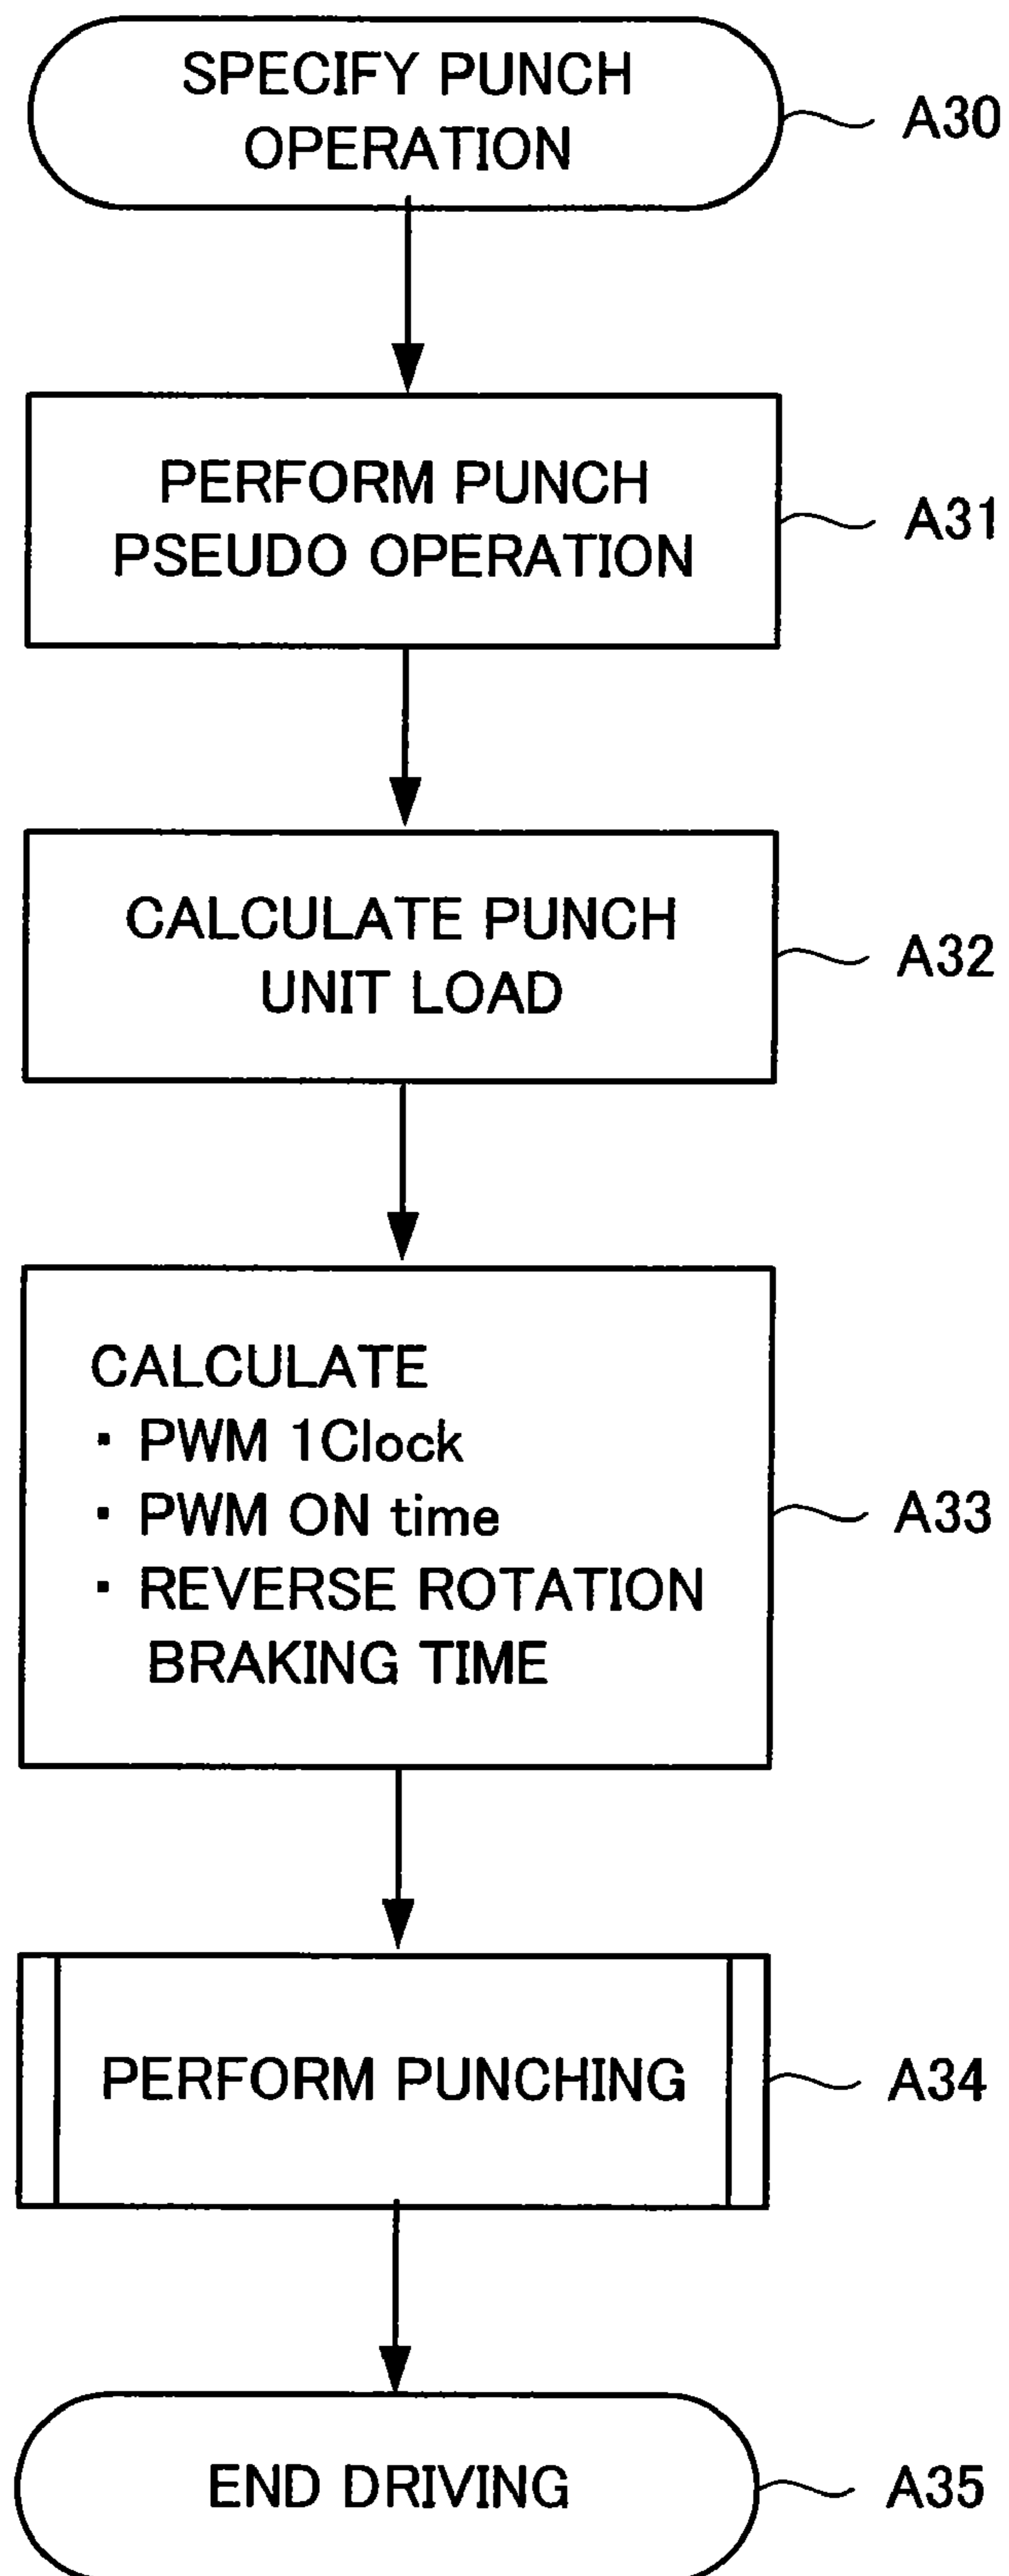 SPECIFY PUNCH
OPERATION
A30
PERFORM PUNCH
PSEUDO OPERATION
A31
CALCULATE PUNCH
UNIT LOAD
A32
CALCULATE
・ PWM 1Clock
・ PWM ON time
・ REVERSE ROTATION
BRAKING TIME
A33
PERFORM PUNCHING
A34
END DRIVING
A35